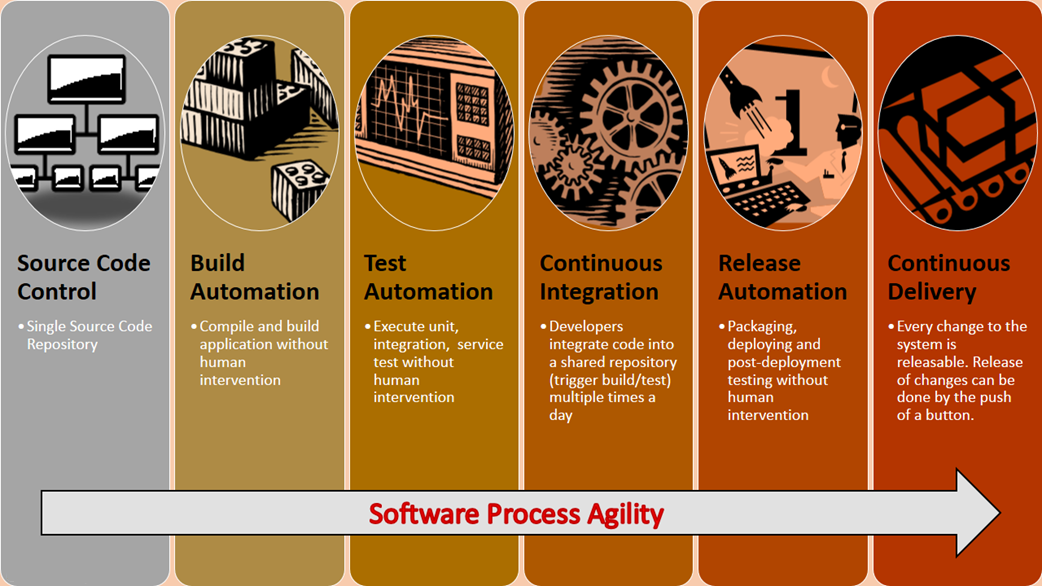 Source Code
Control
• Single Source Code
Repository
Build
Automation
• Compile and build
application without
human
intervention
Test
Automation
• Execute unit,
integration, service
test without
human
intervention
Continuous
Integration
• Developers
integrate code into
a shared repository
(trigger build/test)
multiple times a
day
Release
Automation
• Packaging,
deploying and
post-deployment
testing without
human
intervention
Continuous
Delivery
• Every change to the
system is
releasable. Release
of changes can be
done by the push
of a button.
Software Process Agility